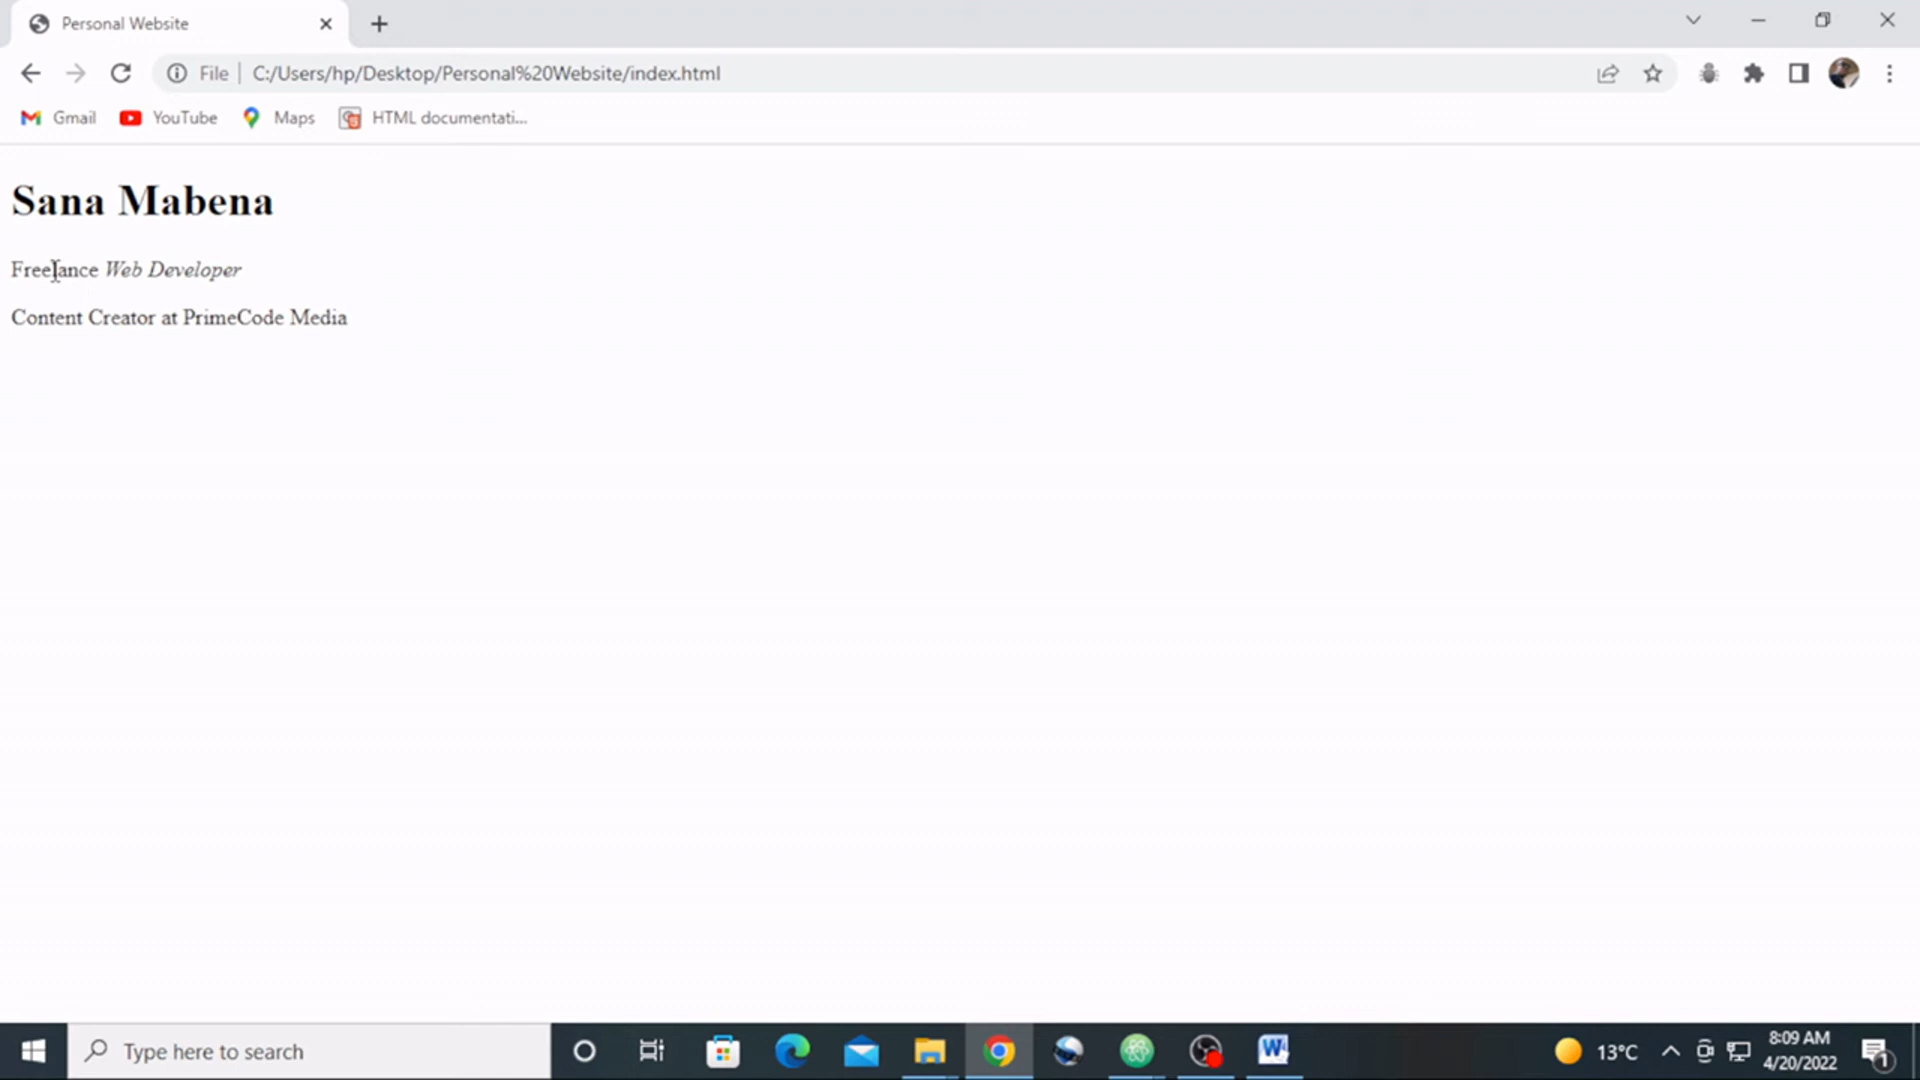 Personal Website
File
C:/Users/hp/Desktop/Personal%20Website/index.html
Gmail
YouTube
Maps
HTML documentati...
Sana Mabena
Freelance Web Developer
Content Creator at PrimeCode Media
Type here to search
13°C
8:09 AM
4/20/2022
1